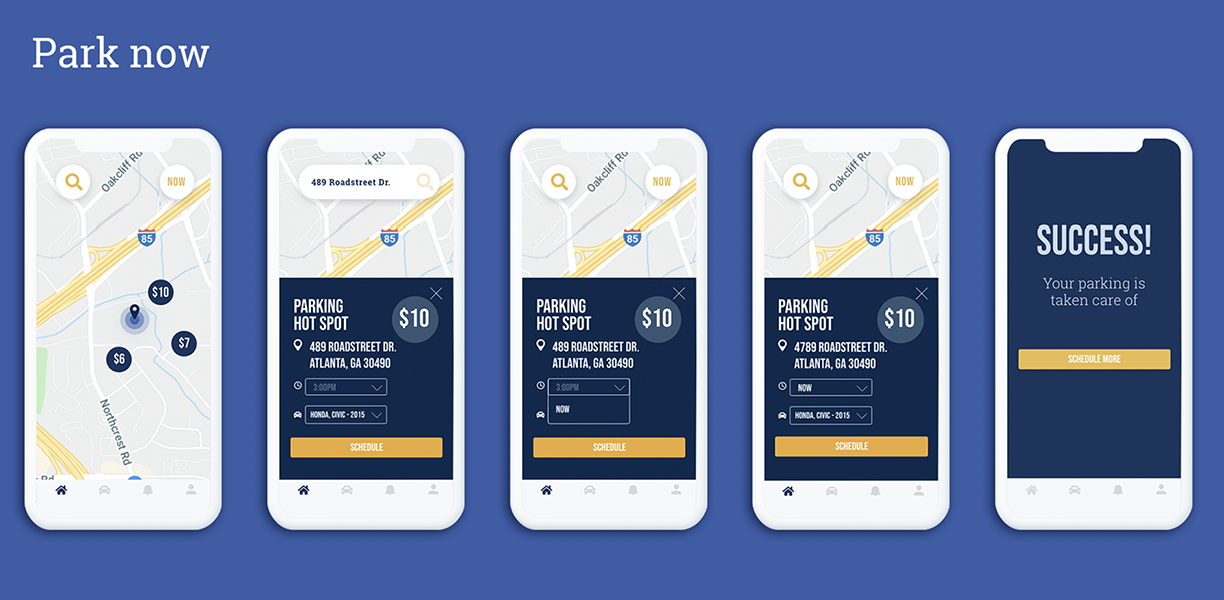 Park now
Oakcliff Rd
NOW
85
$10
$7
$6
Northcrest Rd
Rd
489 Roadstreet Dr.
Oakcliff Rd
85
PARKING
HOT SPOT
$10
489 ROADSTREET DR.
ATLANTA, GA 30490
3:00PM
HONDA, CIVIC - 2015
SCHEDULE
Oakcliff Rd
NOW
85
PARKING
HOT SPOT
$10
489 ROADSTREET DR.
ATLANTA, GA 30490
3:00PM
NOW
SCHEDULE
Oakcliff Rd
NOW
85
PARKING
HOT SPOT
$10
4789 ROADSTREET DR.
ATLANTA, GA 30490
NOW
HONDA, CIVIC - 2015
SCHEDULE
SUCCESS!
Your parking is
taken care of
SCHEDULE MORE